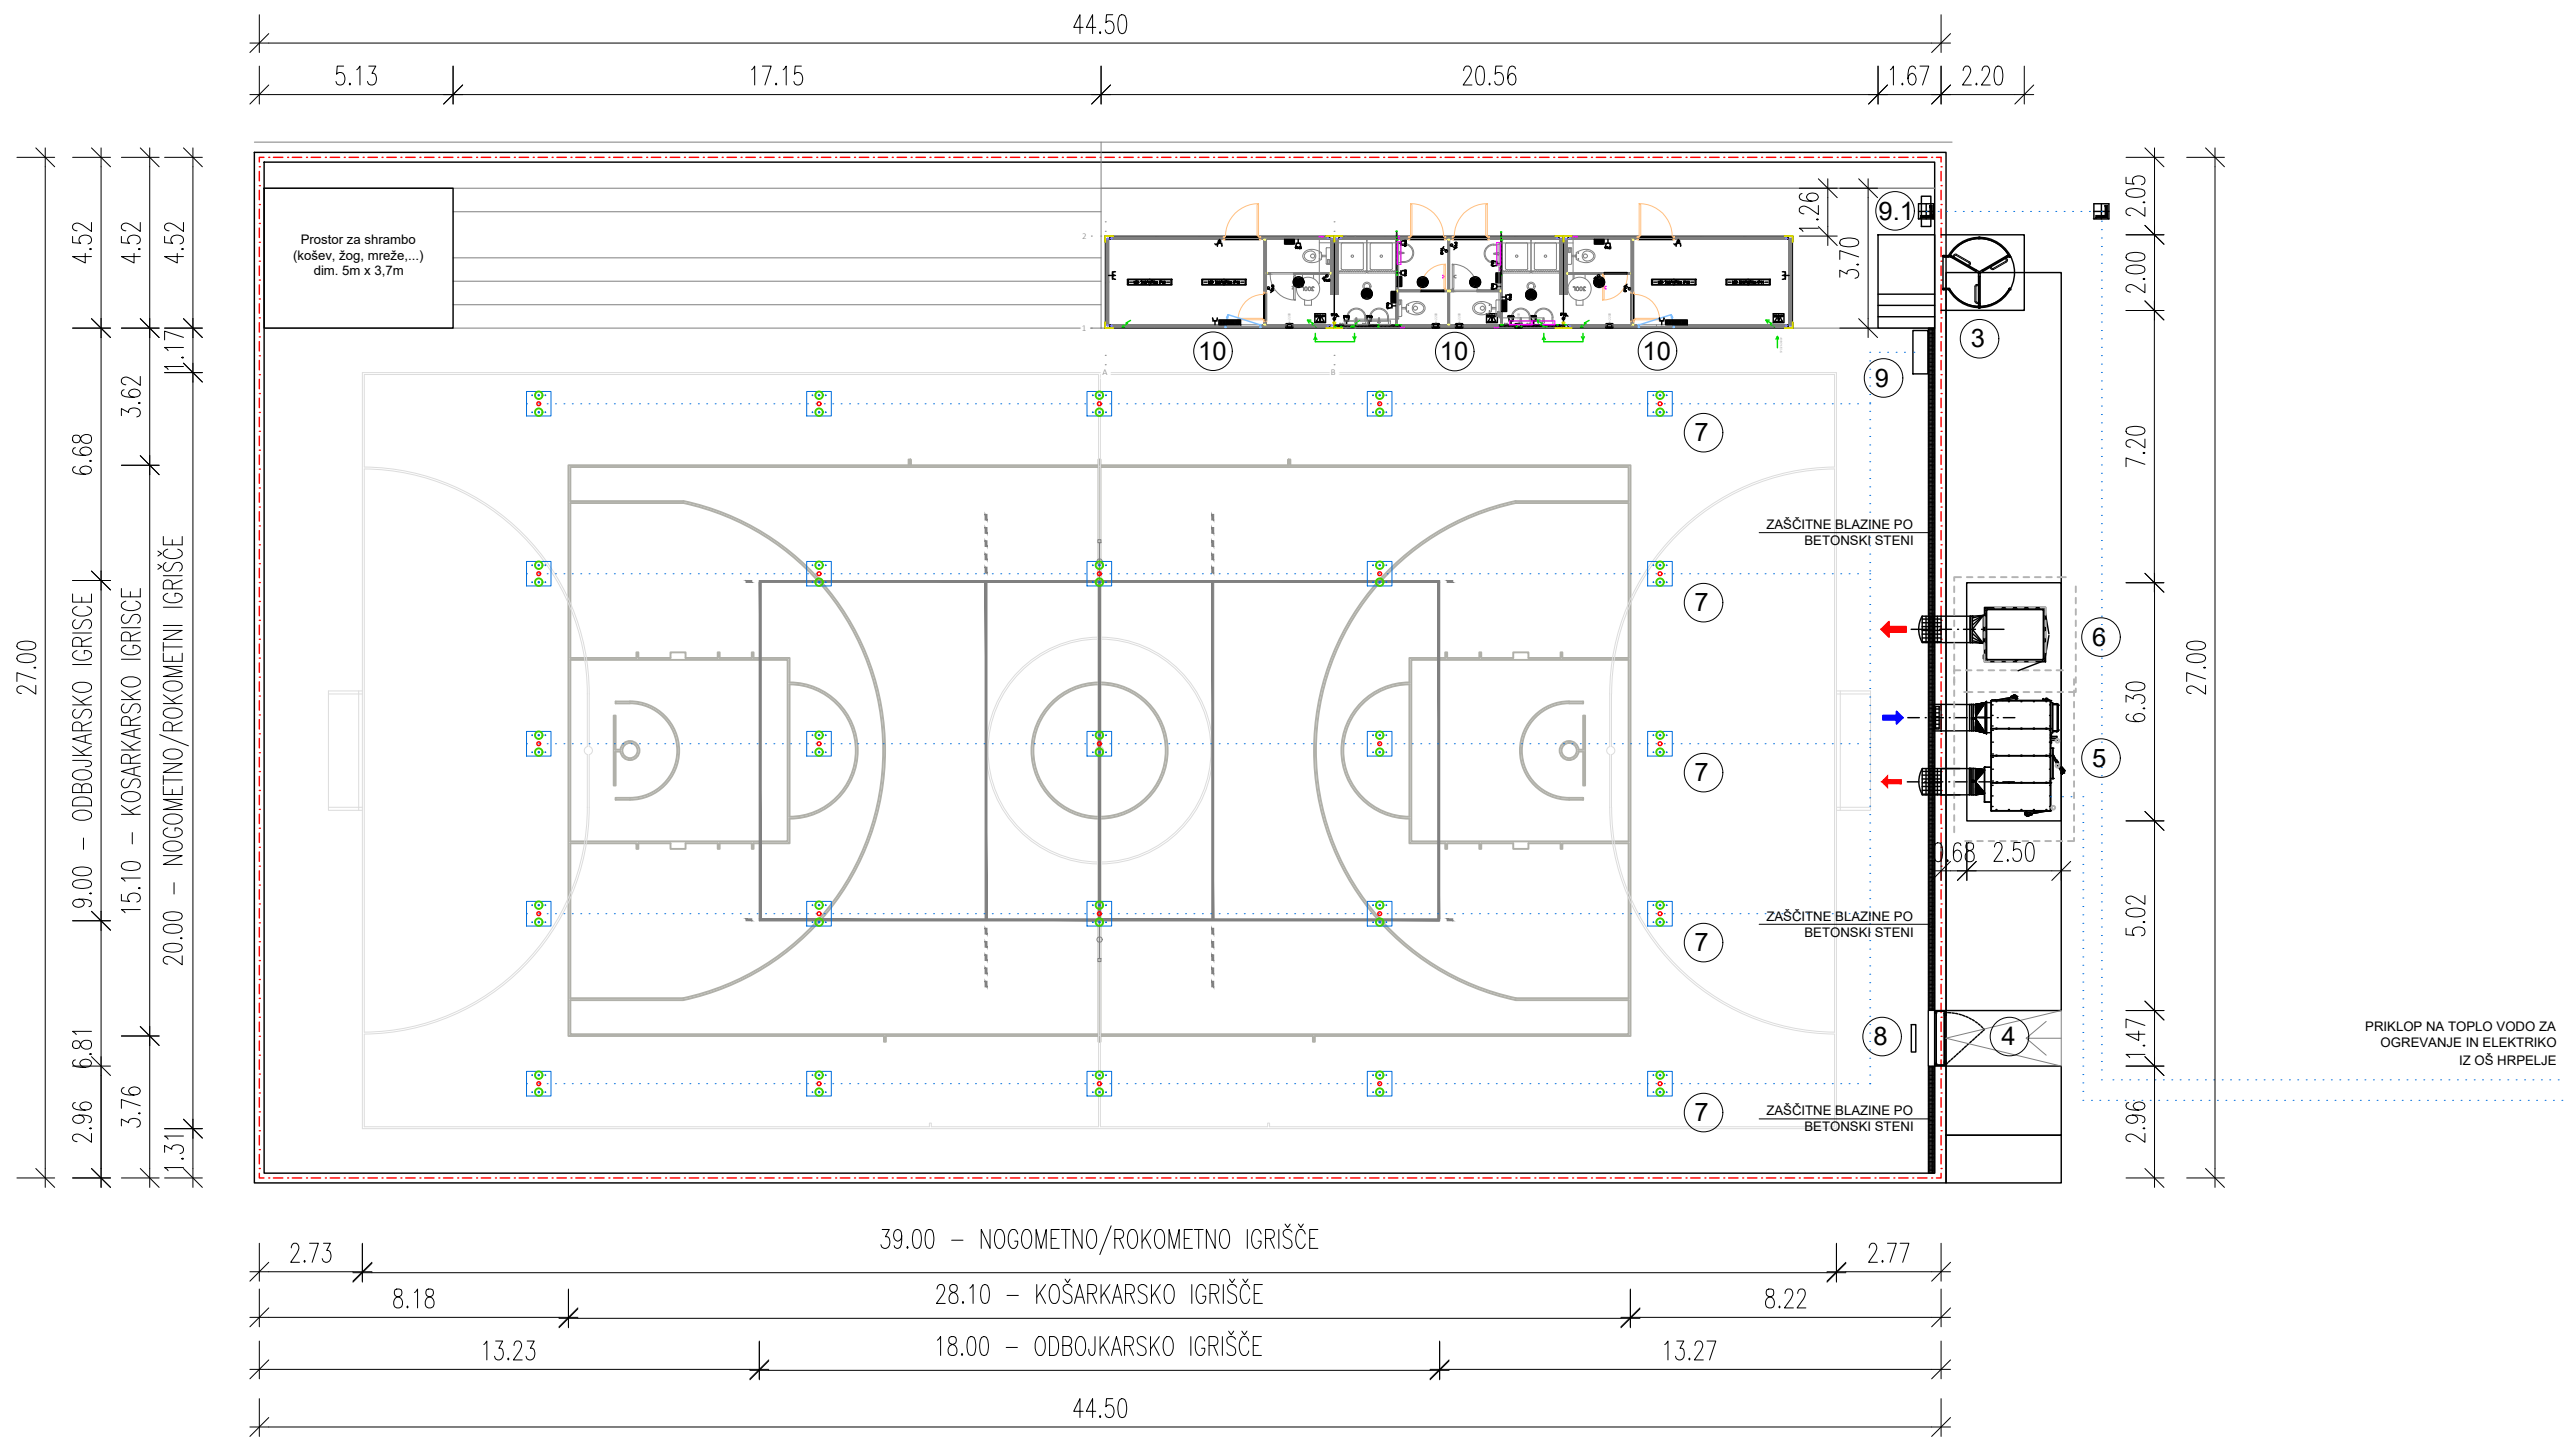 44.50
5.13
17.15
20.56
1.67
2.20
27.00
4.52
4.52
4.52
1.17
3.62
6.68
9.00 – ODBOJKARSKO IGRISCE
15.10 – KOSARKARSKO IGRISCE
20.00 – NOGOMETNO/ROKOMETNI IGRIŠČE
6.81
2.96
3.76
1.31
Prostor za shrambo
(košev, žog, mreže,...)
dim. 5m x 3,7m
2
1
A
B
300L
300L
10
10
10
1.26
3.70
9.1
9
3
7
7
7
7
7
ZAŠČITNE BLAZINE PO
BETONSKI STENI
ZAŠČITNE BLAZINE PO
BETONSKI STENI
ZAŠČITNE BLAZINE PO
BETONSKI STENI
6
5
0.68
2.50
8
4
2.05
2.00
7.20
6.30
5.02
1.47
2.96
27.00
PRIKLOP NA TOPLO VODO ZA
OGREVANJE IN ELEKTRIKO
IZ OŠ HRPELJE
2.73
39.00 – NOGOMETNO/ROKOMETNO IGRIŠČE
2.77
8.18
28.10 – KOŠARKARSKO IGRIŠČE
8.22
13.23
18.00 – ODBOJKARSKO IGRIŠČE
13.27
44.50